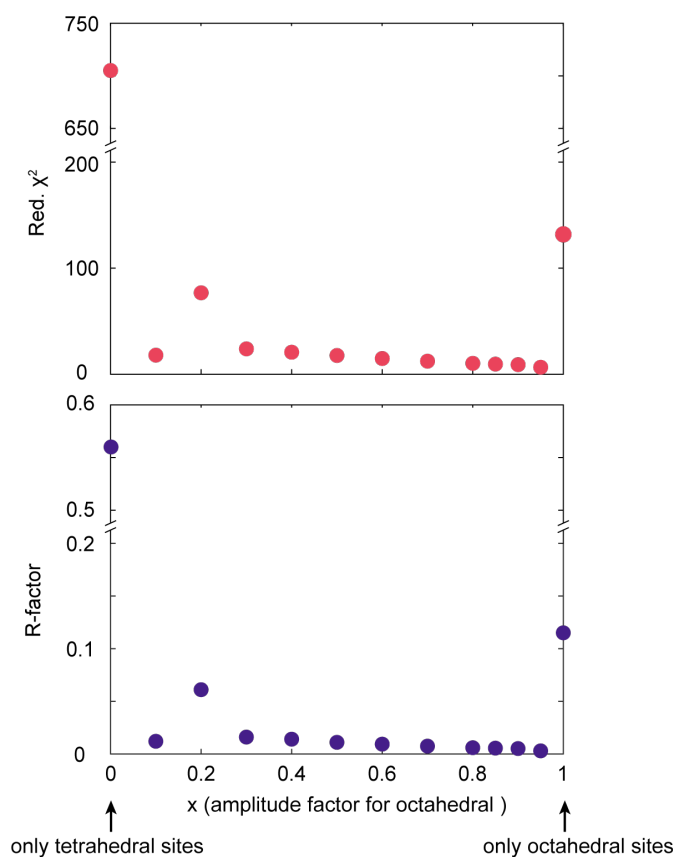 750
650
200
100
0
Red. χ²
0.6
0.5
0.2
0.1
0
R-factor
0 0.2 0.4 0.6 0.8 1
x (amplitude factor for octahedral )
only tetrahedral sites only octahedral sites